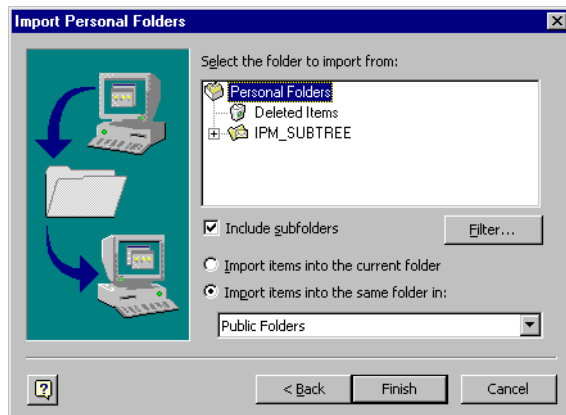 Import Personal Folders
Select the folder to import from:
Personal Folders
Deleted Items
IPM_SUBTREE
Include subfolders
Filter...
Import items into the current folder
Import items into the same folder in:
Public Folders
< Back
Finish
Cancel